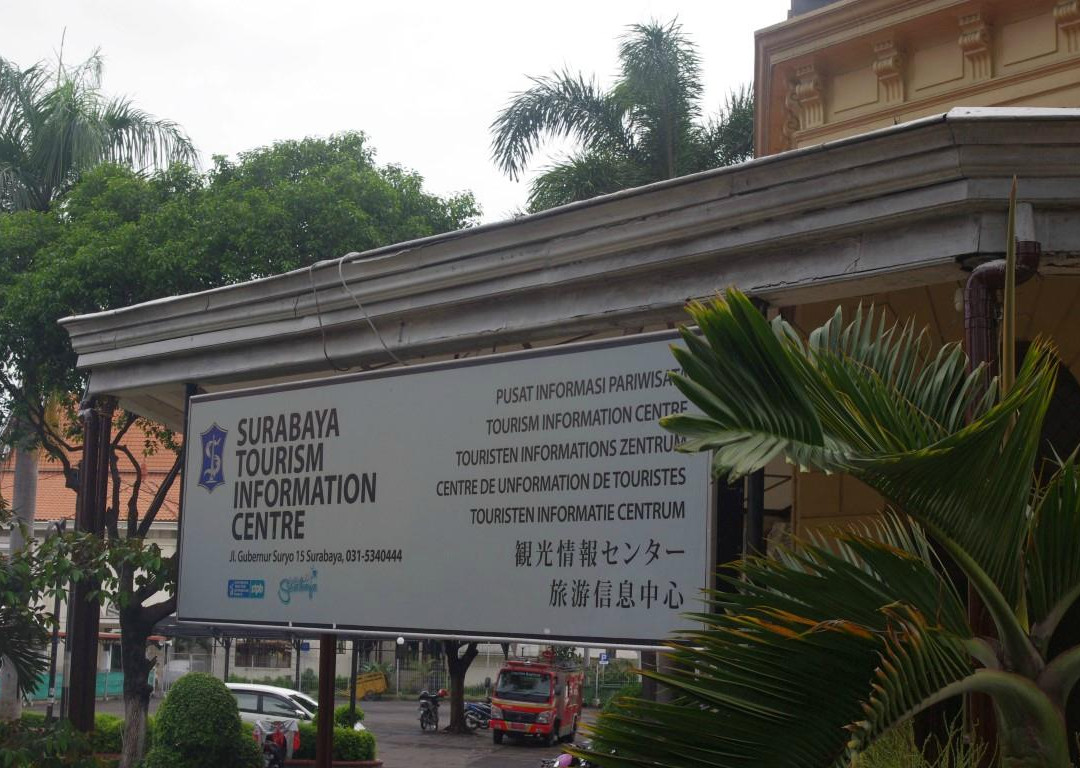 SURABAYA
TOURISM
INFORMATION
CENTRE
Jl. Gubernur Suryo 15 Surabaya, 031-5340444
PUSAT INFORMASI PARIWISATA
TOURISM INFORMATION CENTRE
TOURISTEN INFORMATIONS ZENTRUM
CENTRE DE UNFORMATION DE TOURISTES
TOURISTEN INFORMATIE CENTRUM
観光情報センター
旅游信息中心